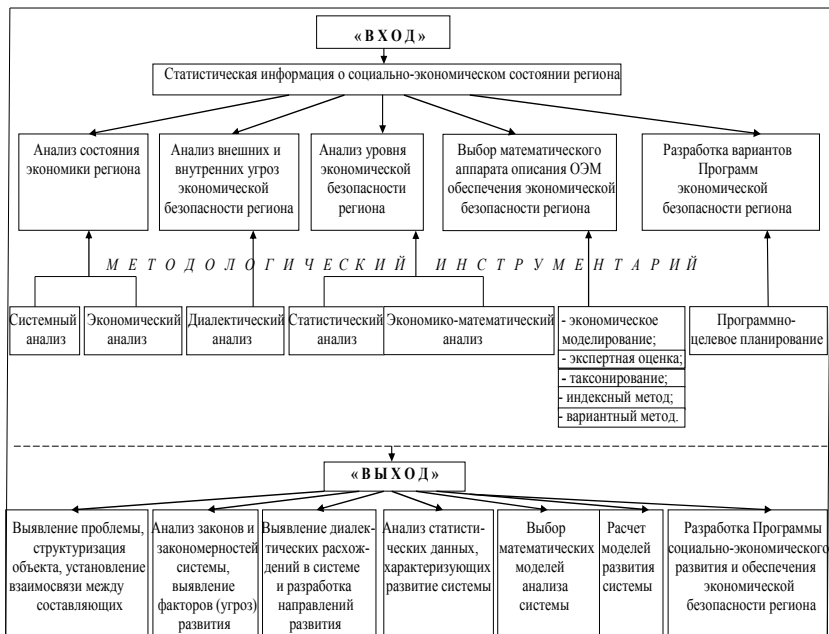 «ВХОД»
Статистическая информация о социально-экономическом состоянии региона
Анализ состояния
экономики региона
Анализ внешних и
внутренних угроз
экономической
безопасности региона
Анализ уровня
экономической
безопасности
региона
Выбор математического
аппарата описания ОЭМ
обеспечения экономической
безопасности региона
Разработка вариантов
Программ
экономической
безопасности региона
МЕТОДОЛОГИЧЕСКИЙ ИНСТРУМЕНТАРИЙ
Системный
анализ
Экономический
анализ
Диалектический
анализ
Статистический
анализ
Экономико-математический
анализ
- экономическое
моделирование;
- экспертная оценка;
- таксонирование;
- индексный метод;
- вариантный метод.
Программно-
целевое планирование
«ВЫХОД»
Выявление проблемы,
структуризация
объекта, установление
взаимосвязи между
составляющих
Анализ законов и
закономерностей
системы,
выявление
факторов (угроз)
развития
Выявление диалек-
тических расхож-
дений в системе
и разработка
направлений
развития
Анализ статисти-
ческих данных,
характеризующих
развитие системы
Выбор
математических
моделей
анализа
системы
Расчет
моделей
развития
системы
Разработка Программы
социально-экономического
развития и обеспечения
экономической
безопасности региона